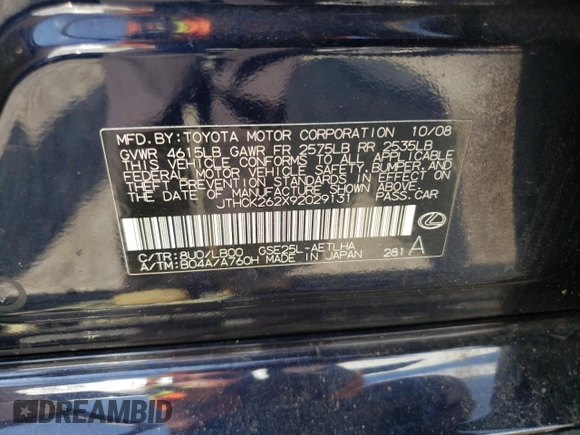 MFD. BY: TOYOTA MOTOR CORPORATION 10/08
GVWR 4615LB GAWR FR 2575LB RR 2535LB
THIS VEHICLE CONFORMS TO ALL APPLICABLE
FEDERAL MOTOR VEHICLE SAFETY, BUMPER, AND
THEFT PREVENTION STANDARDS IN EFFECT ON
THE DATE OF MANUFACTURE SHOWN ABOVE.
JTHCK262X92029131 PASS.CAR
C/TR: 8U0/LB00 GSE25L-AETLHA
A/TM: B04A/A760H MADE IN JAPAN 281 A
DREAMBID